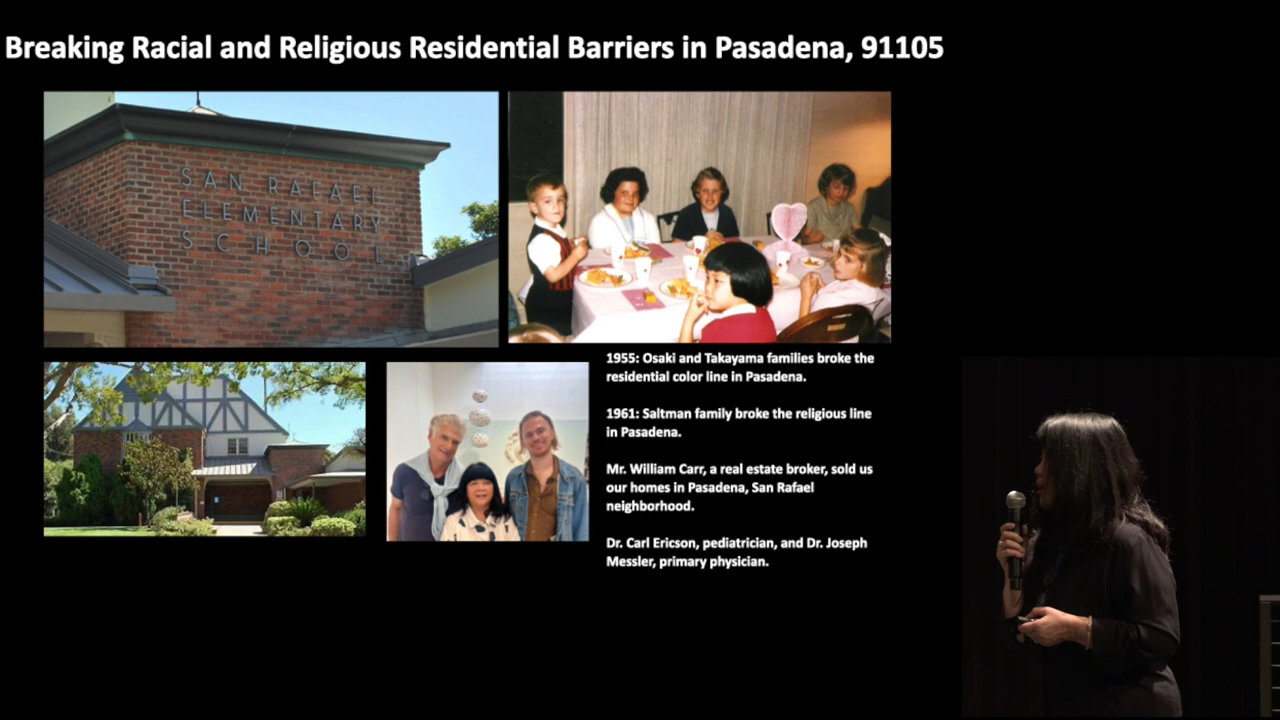 Breaking Racial and Religious Residential Barriers in Pasadena, 91105
SAN RAFAEL
ELEMENTARY
SCHOOL
1955: Osaki and Takayama families broke the
residential color line in Pasadena.
1961: Saltman family broke the religious line
in Pasadena.
Mr. William Carr, a real estate broker, sold us
our homes in Pasadena, San Rafael
neighborhood.
Dr. Carl Ericson, pediatrician, and Dr. Joseph
Messler, primary physician.